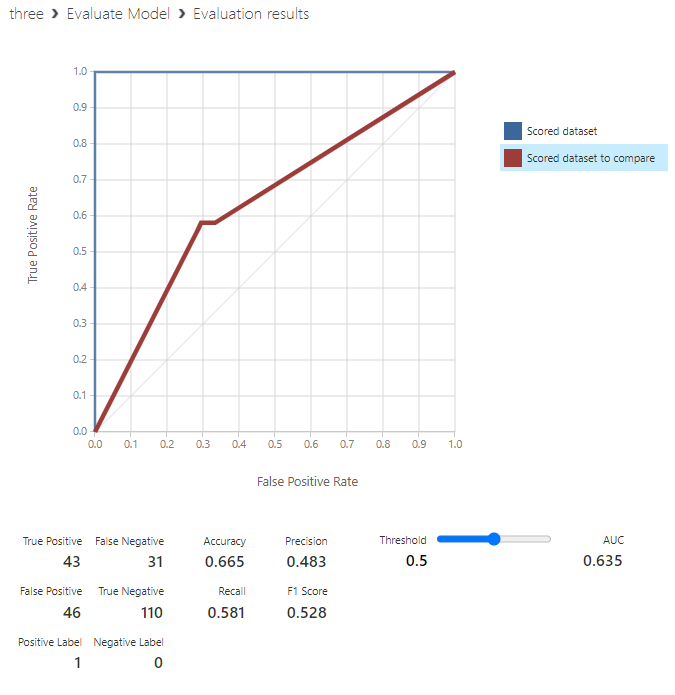 three › Evaluate Model › Evaluation results
1.0
0.9
0.8
0.7
0.6
0.5
0.4
0.3
0.2
0.1
0.0
True Positive Rate
0.0 0.1 0.2 0.3 0.4 0.5 0.6 0.7 0.8 0.9 1.0
False Positive Rate
Scored dataset
Scored dataset to compare
True Positive False Negative Accuracy Precision Threshold AUC
43 31 0.665 0.483 0.5 0.635
False Positive True Negative Recall F1 Score
46 110 0.581 0.528
Positive Label Negative Label
1 0